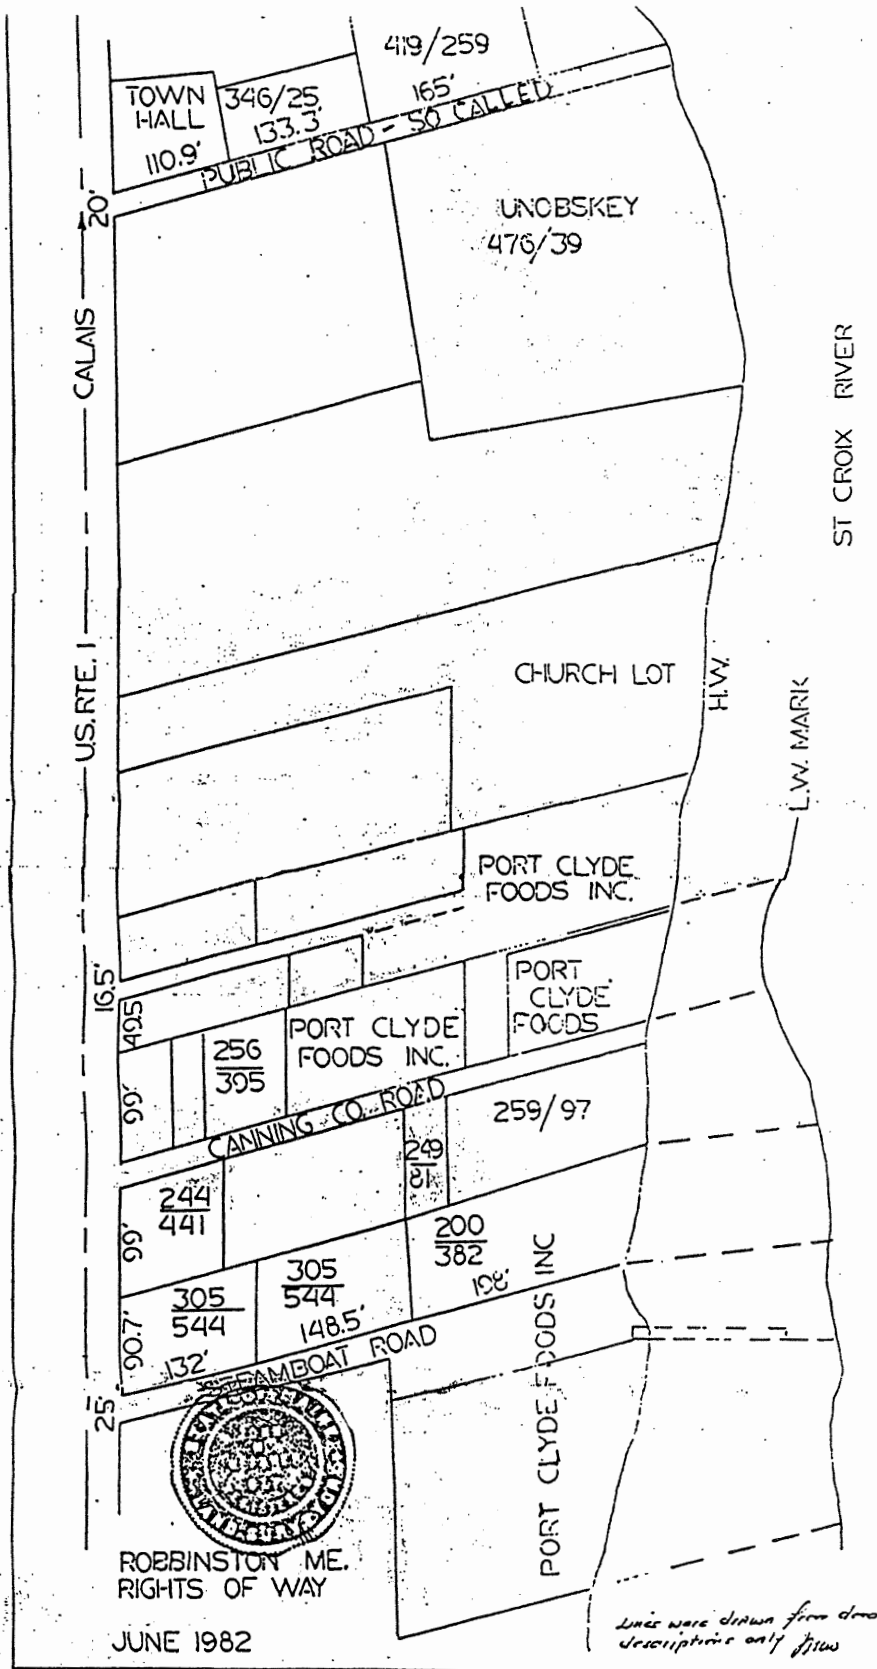 419/259
165'
TOWN
HALL
110.9'
346/25
133.3'
PUBLIC ROAD - SO CALLED
20'
UNOBSKEY
476/39
CALAIS
ST CROIX RIVER
U.S. RTE. 1
CHURCH LOT
H.W.
L.W. MARK
PORT CLYDE
FOODS INC.
16.5'
49.5
PORT
CLYDE
FOODS
PORT CLYDE
FOODS INC.
256
395
99'
CANNING CO. ROAD
259/97
249
81
244
441
99'
200
382
198'
305
544
148.5'
305
544
90.7'
132'
STEAMBOAT ROAD
25'
PORT CLYDE FOODS INC
ROBBINSTON ME.
RIGHTS OF WAY
JUNE 1982
Lines were drawn from deed
descriptions only